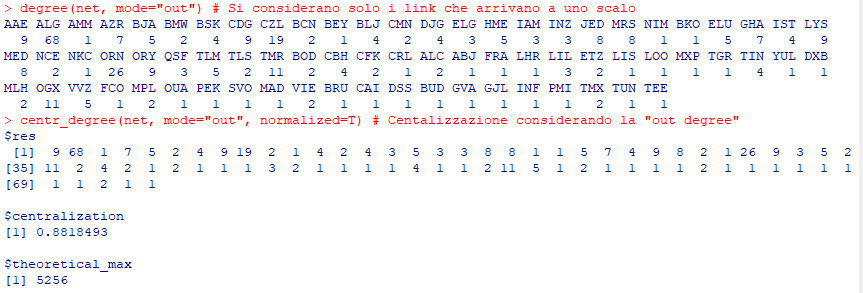 > degree(net, mode="out") # Si considerano solo i link che arrivano a uno scalo
AAE ALG AMM AZR BJA BMW BSK CDG CZL BCN BEY BLJ CMN DJG ELG HME IAM INZ JED MRS NIM BKO ELU GHA IST LYS
9 68 1 7 5 2 4 9 19 2 1 4 2 4 3 5 3 3 8 8 1 1 5 7 4 9
MED NCE NKC ORN ORY QSF TLM TLS TMR BOD CBH CFK CRL ALC ABJ FRA LHR LIL ETZ LIS LOO MXP TGR TIN YUL DXB
8 2 1 26 9 3 5 2 11 2 4 2 1 2 1 1 1 3 2 1 1 1 1 4 1 1
MLH OGX VVZ FCO MPL OUA PEK SVO MAD VIE BRU CAI DSS BUD GVA GJL INF PMI TMX TUN TEE
2 11 5 1 2 1 1 1 1 2 1 1 1 1 1 1 1 1 2 1 1
> centr_degree(net, mode="out", normalized=T) # Centalizzazione considerando la "out degree"
$res
[1] 9 68 1 7 5 2 4 9 19 2 1 4 2 4 3 5 3 3 8 8 1 1 5 7 4 9 8 2 1 26 9 3 5 2
[35] 11 2 4 2 1 2 1 1 1 3 2 1 1 1 1 4 1 1 2 11 5 1 2 1 1 1 1 2 1 1 1 1 1 1
[69] 1 1 2 1 1
$centralization
[1] 0.8818493
$theoretical_max
[1] 5256